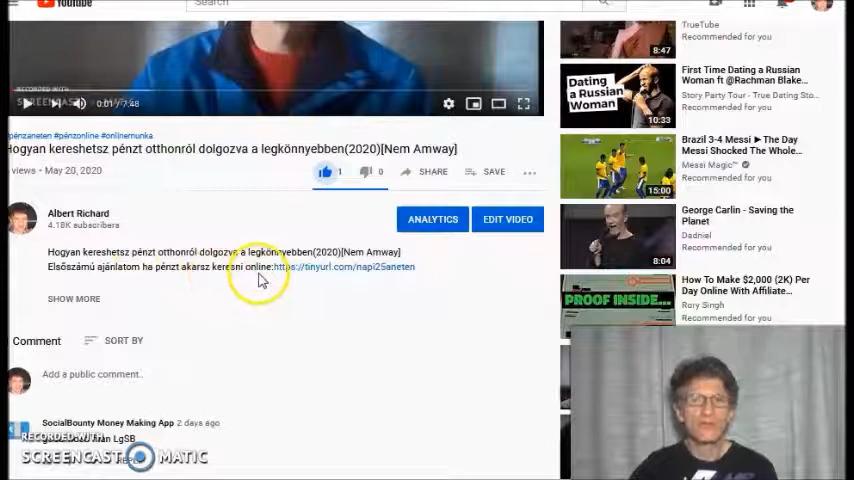 YouTube
Search
TrueTube
Recommended for you
8:47
First Time Dating a Russian
Woman ft @Rachman Blake...
Story Party Tour - True Dating Sto...
Recommended for you
Dating
a Russian
Woman
10:33
Brazil 3-4 Messi ►The Day
Messi Shocked The Whole...
Messi Magic™
Recommended for you
15:00
George Carlin - Saving the
Planet
Dadniel
Recommended for you
8:04
How To Make $2,000 (2K) Per
Day Online With Affiliate...
Rory Singh
Recommended for you
PROOF INSIDE...
RECORDED WITH
SCREENCAST MATIC
0:01 / 7:48
#pénzaneten #pénzonline #onlinemunka
Hogyan kereshetsz pénzt otthonról dolgozva a legkönnyebben(2020)[Nem Amway]
views • May 20, 2020
1
0
SHARE
SAVE
Albert Richard
4.18K subscribers
ANALYTICS
EDIT VIDEO
Hogyan kereshetsz pénzt otthonról dolgozva a legkönnyebben(2020)[Nem Amway]
Elsőszámú ajánlatom ha pénzt akarsz keresni online:https://tinyurl.com/napi25aneten
SHOW MORE
Comment
SORT BY
Add a public comment..
SocialBounty Money Making App 2 days ago
LgSB
RECORDED WITH
SCREENCAST MATIC